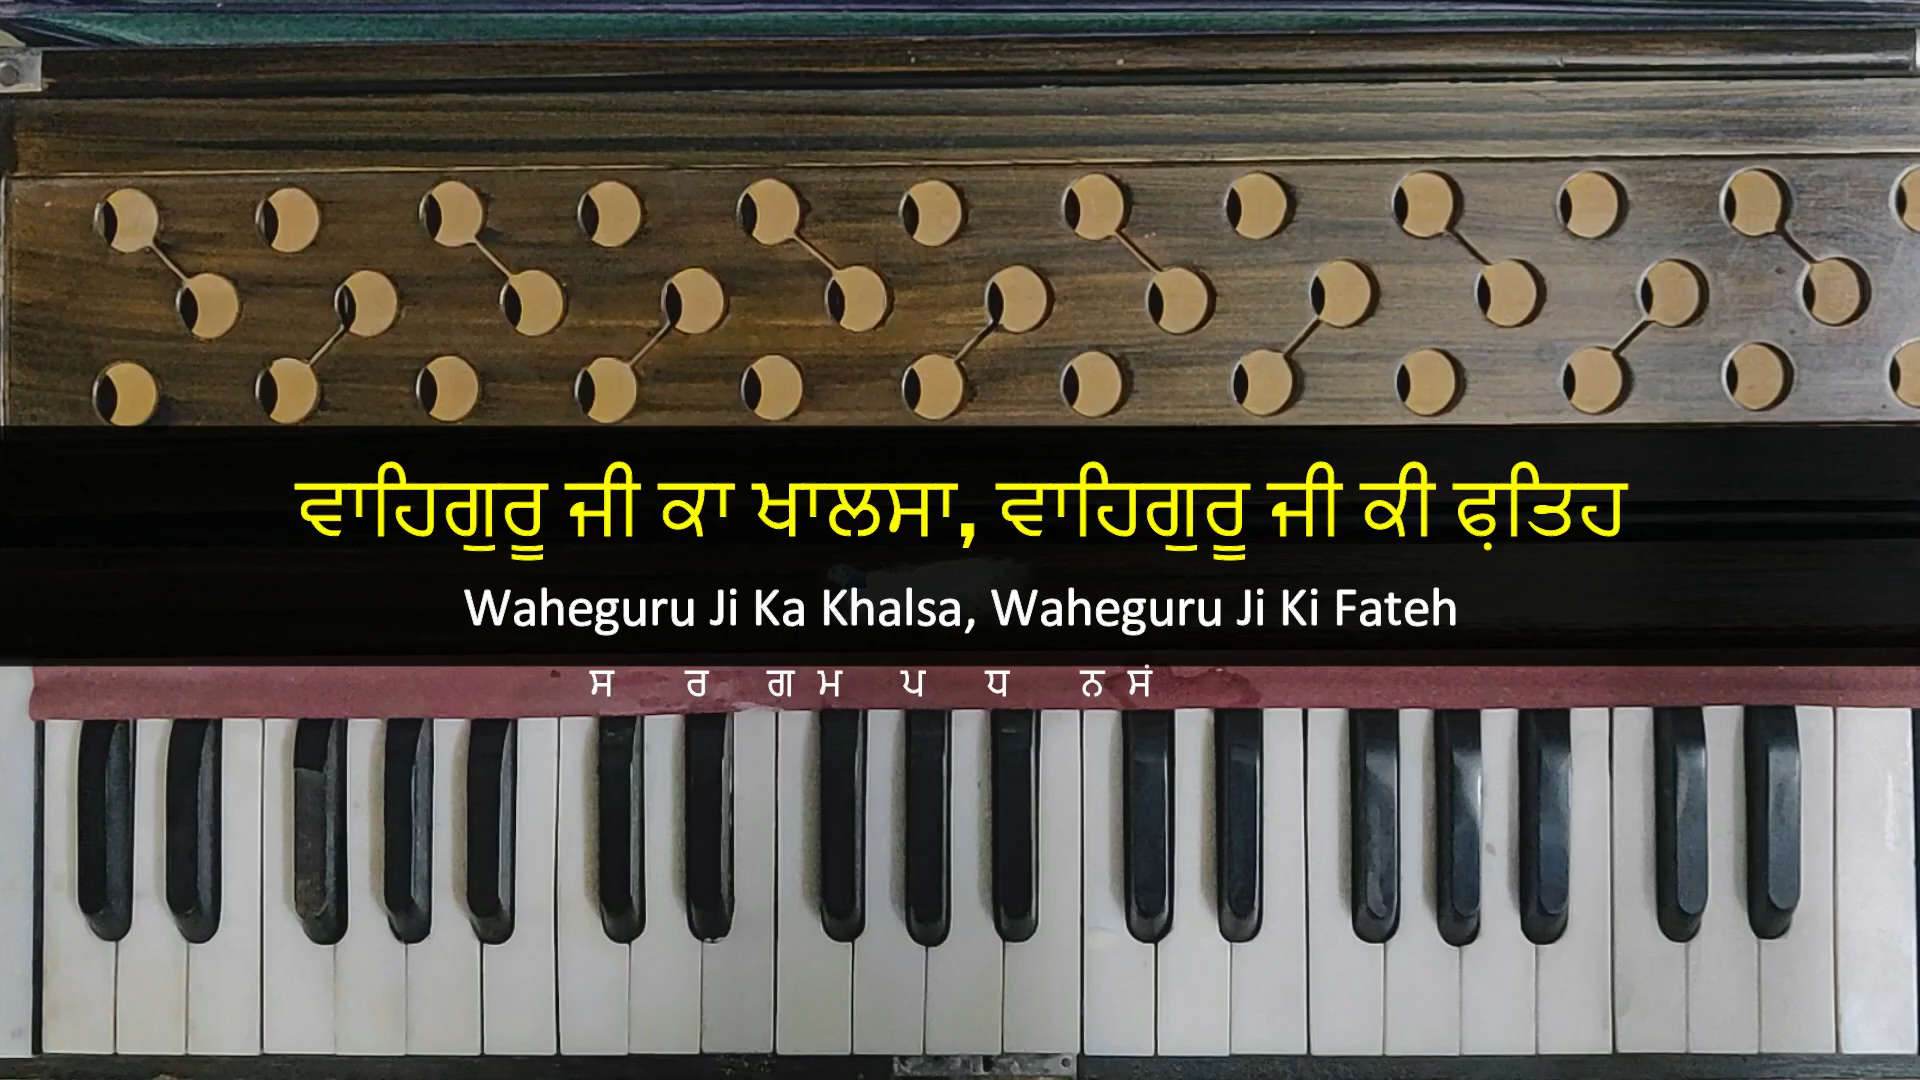 ਵਾਹਿਗੁਰੂ ਜੀ ਕਾ ਖਾਲਸਾ, ਵਾਹਿਗੁਰੂ ਜੀ ਕੀ ਫ਼ਤਿਹ
Waheguru Ji Ka Khalsa, Waheguru Ji Ki Fateh
ਸ ਰ ਗ ਮ ਪ ਧ ਨ ਸਂ